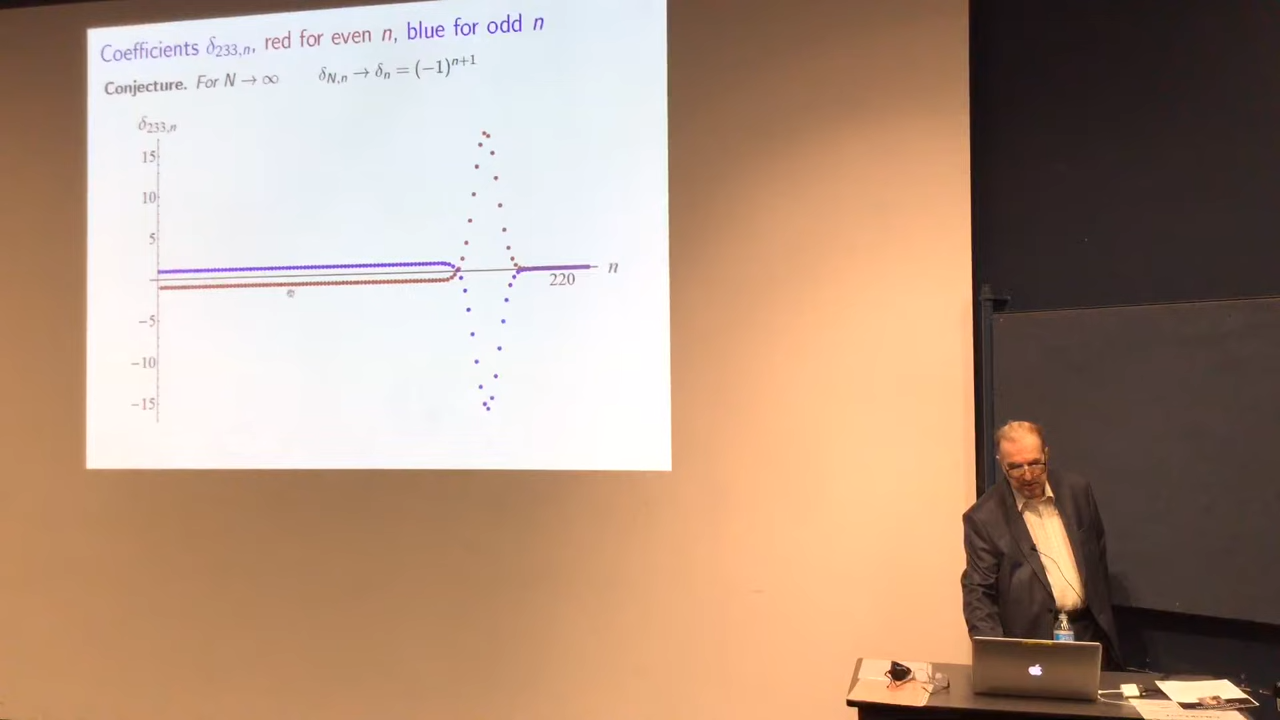 Coefficients δ₂₃₃,ₙ, red for even n, blue for odd n
Conjecture. For N → ∞ δ_{N,n} → δₙ = (−1)ⁿ⁺¹
δ₂₃₃,ₙ
15
10
5
n
220
−5
−10
−15